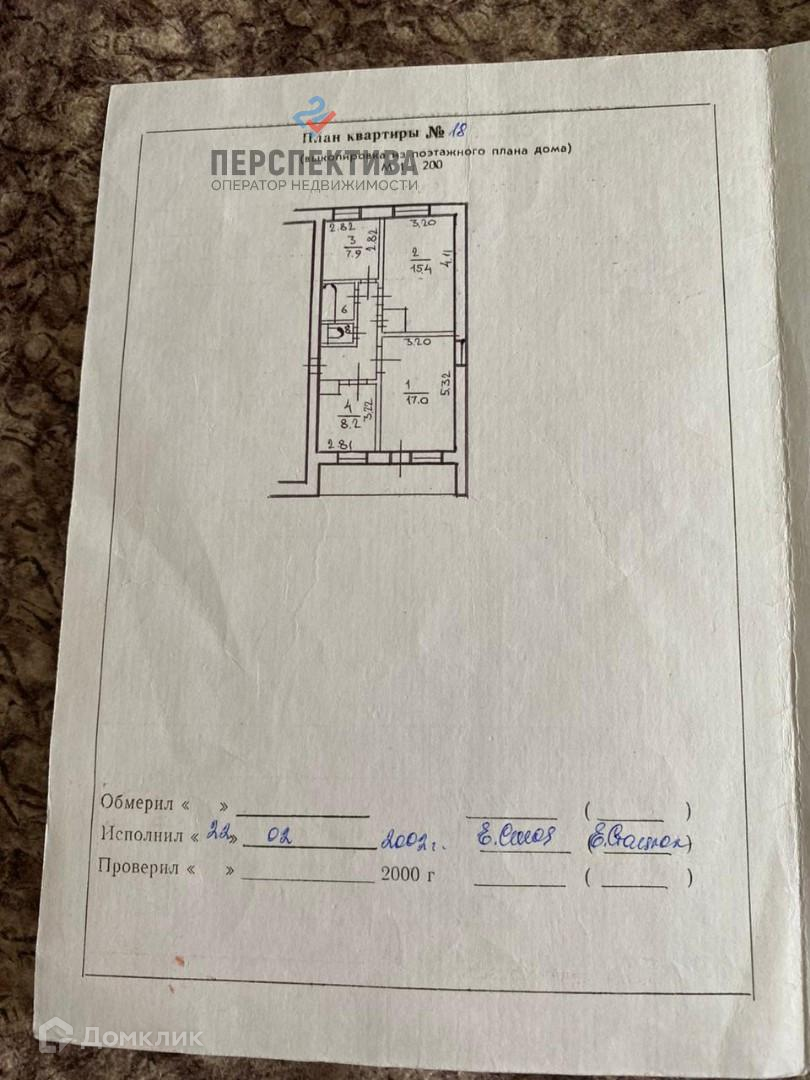 План квартиры № 18
(выкопировка из поэтажного плана дома)
ПЕРСПЕКТИВА
М 1 200
ОПЕРАТОР НЕДВИЖИМОСТИ
2.82
3
7.9
2.82
3.20
2
15.4
4.11
6
8
3.20
1
17.0
5.32
4
8.2
3.22
2.81
Обмерил « » ( )
Исполнил « 22 » 02 2002 г. Е.
Проверил « » 2000 г ( )
Домклик